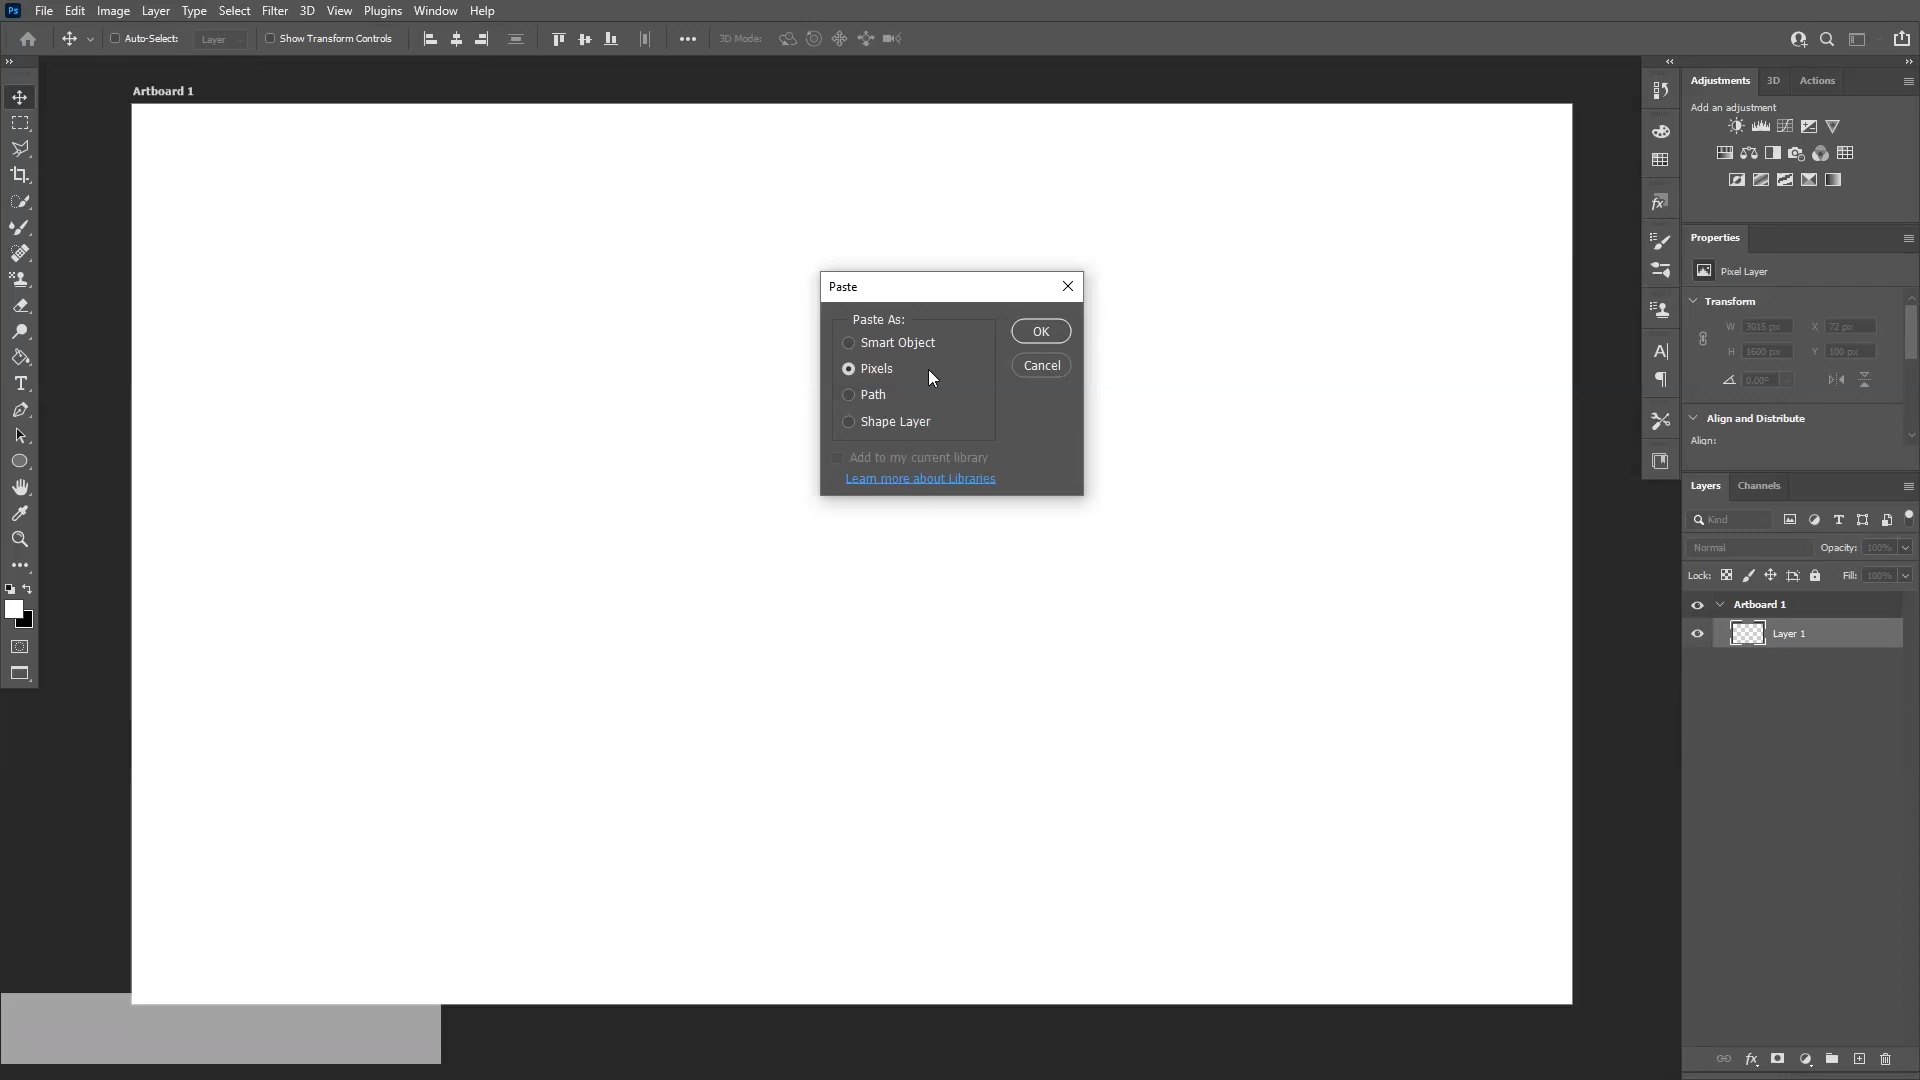 Ps File Edit Image Layer Type Select Filter 3D View Plugins Window Help
Auto-Select: Layer Show Transform Controls 3D Mode:
Artboard 1
Paste
Paste As:
Smart Object
Pixels
Path
Shape Layer
OK
Cancel
Add to my current library
Learn more about Libraries
Adjustments 3D Actions
Add an adjustment
Properties
Pixel Layer
Transform
W 3015 px X 72 px
H 1600 px Y 100 px
0.00°
Align and Distribute
Align:
Layers Channels
Kind
Normal Opacity: 100%
Lock: Fill: 100%
Artboard 1
Layer 1